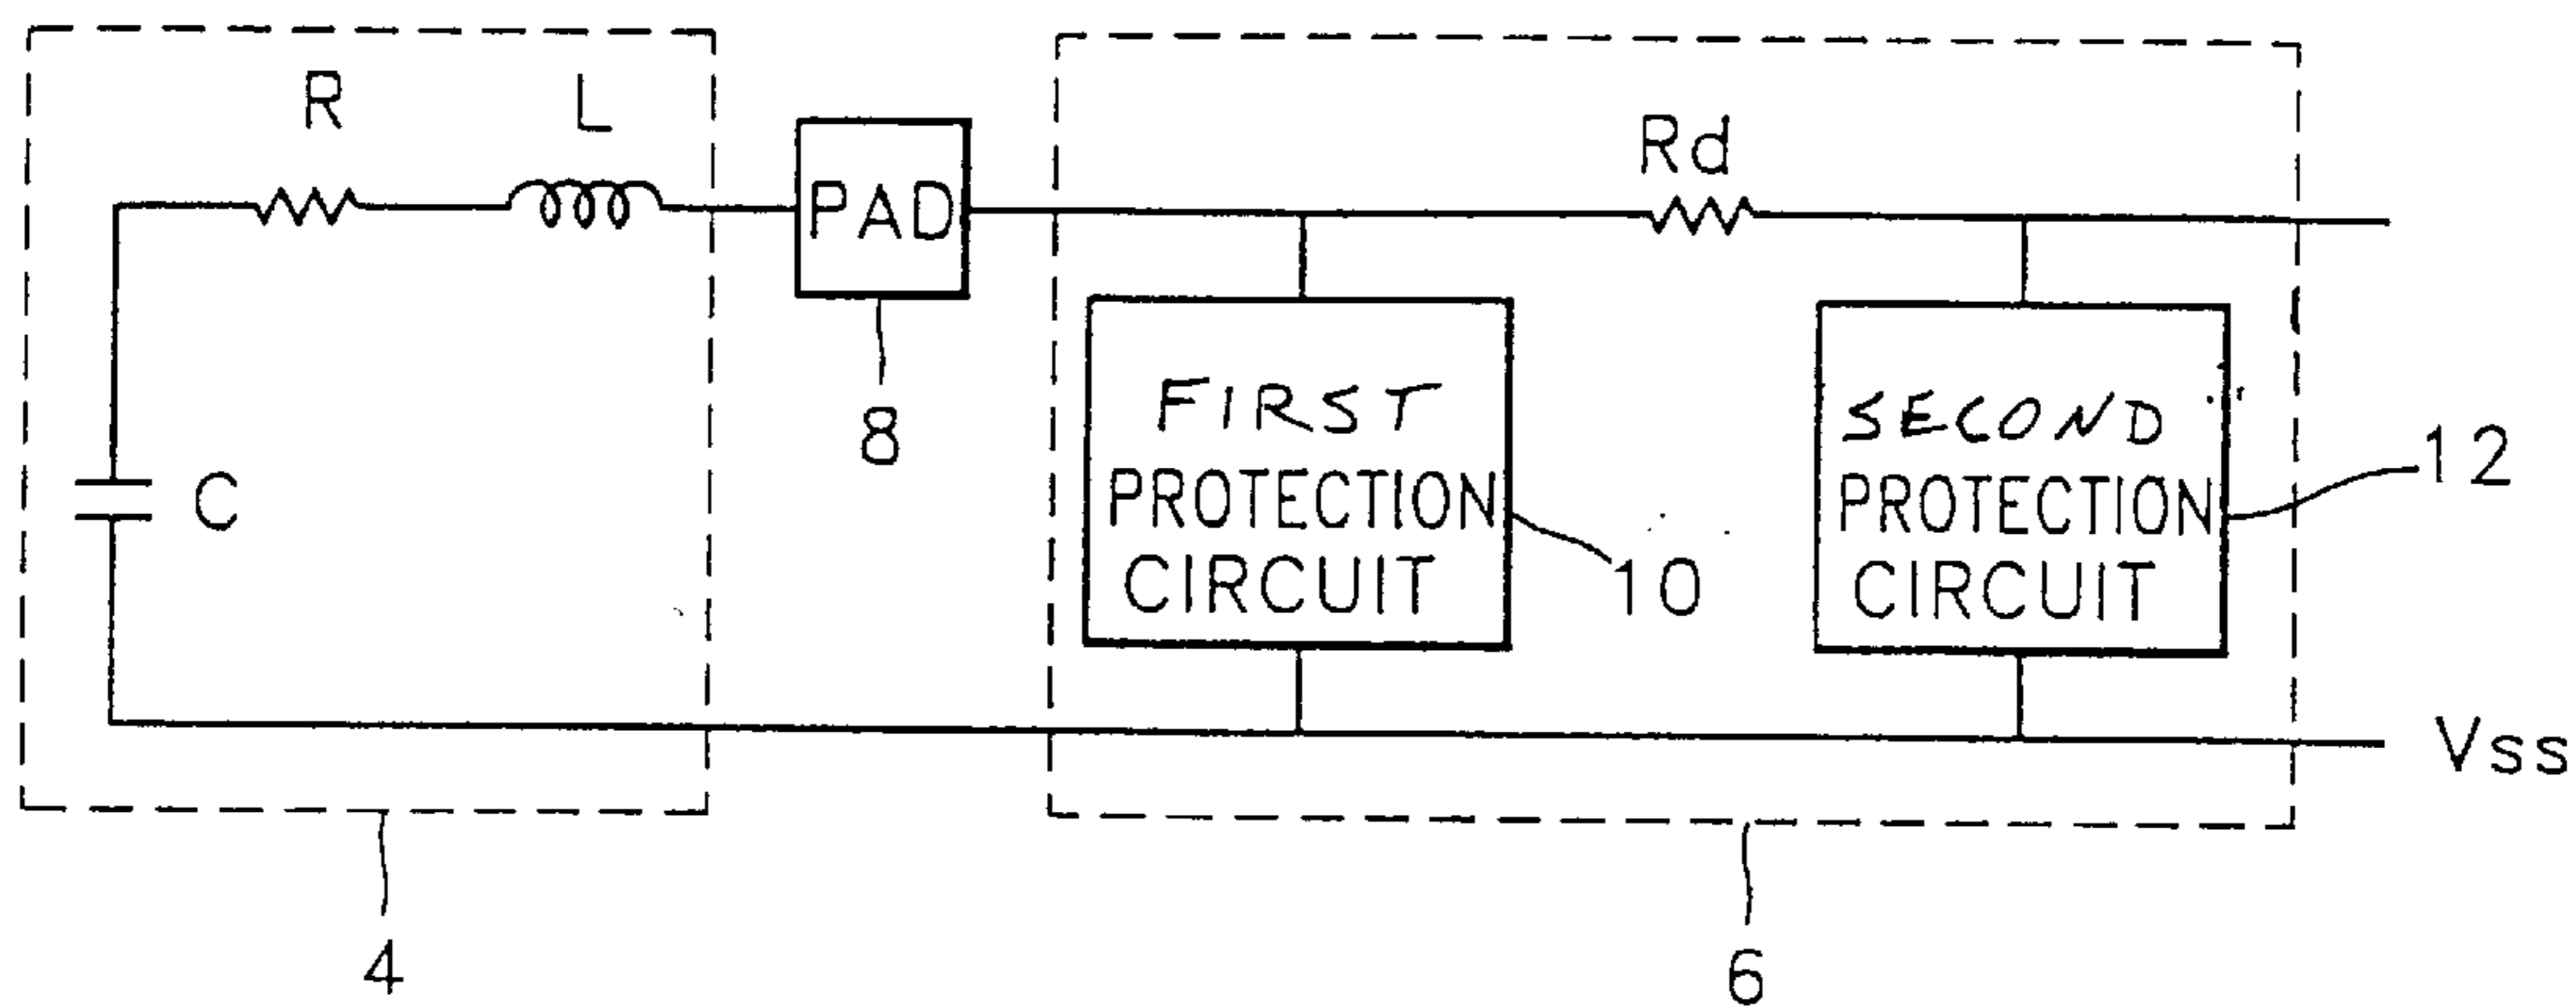 R
L
Rd
PAD
8
FIRST
PROTECTION
CIRCUIT
10
SECOND
PROTECTION
CIRCUIT
12
C
Vss
4
6